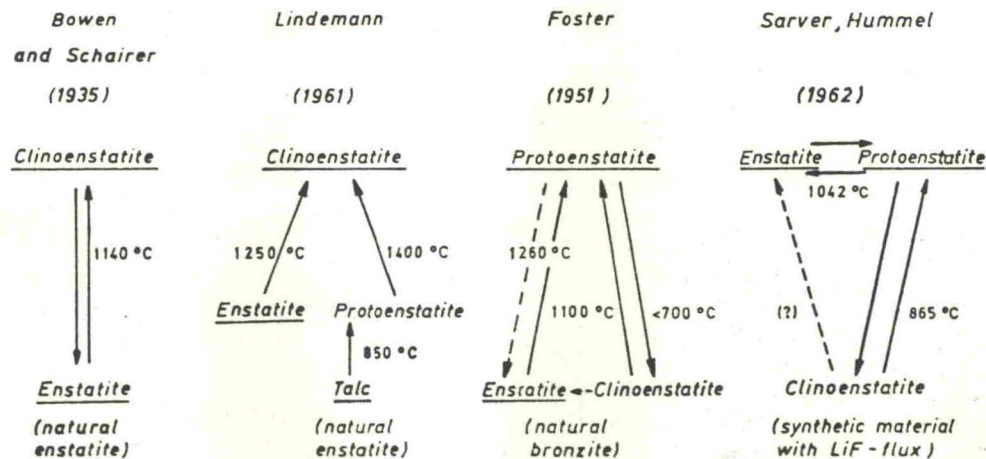 Bowen
and Schairer
(1935)
Clinoenstatite
1140 °C
Enstatite
(natural
enstatite)
Lindemann
(1961)
Clinoenstatite
1250 °C
1400 °C
Enstatite
Protoenstatite
850 °C
Talc
(natural
enstatite)
Foster
(1951)
Protoenstatite
1260 °C
1100 °C
<700 °C
Enstatite
Clinoenstatite
(natural
bronzite)
Sarver, Hummel
(1962)
Enstatite
Protoenstatite
1042 °C
(?)
865 °C
Clinoenstatite
(synthetic material
with LiF-flux)